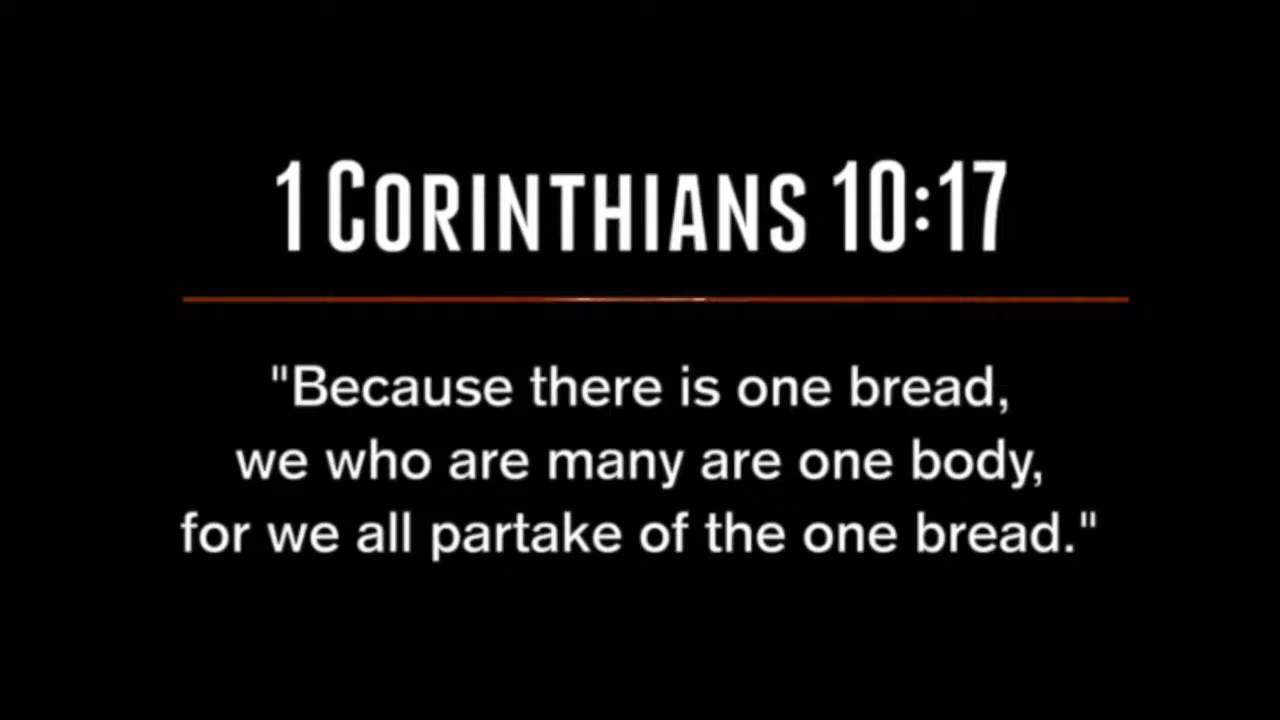 1 Corinthians 10:17
"Because there is one bread,
we who are many are one body,
for we all partake of the one bread."